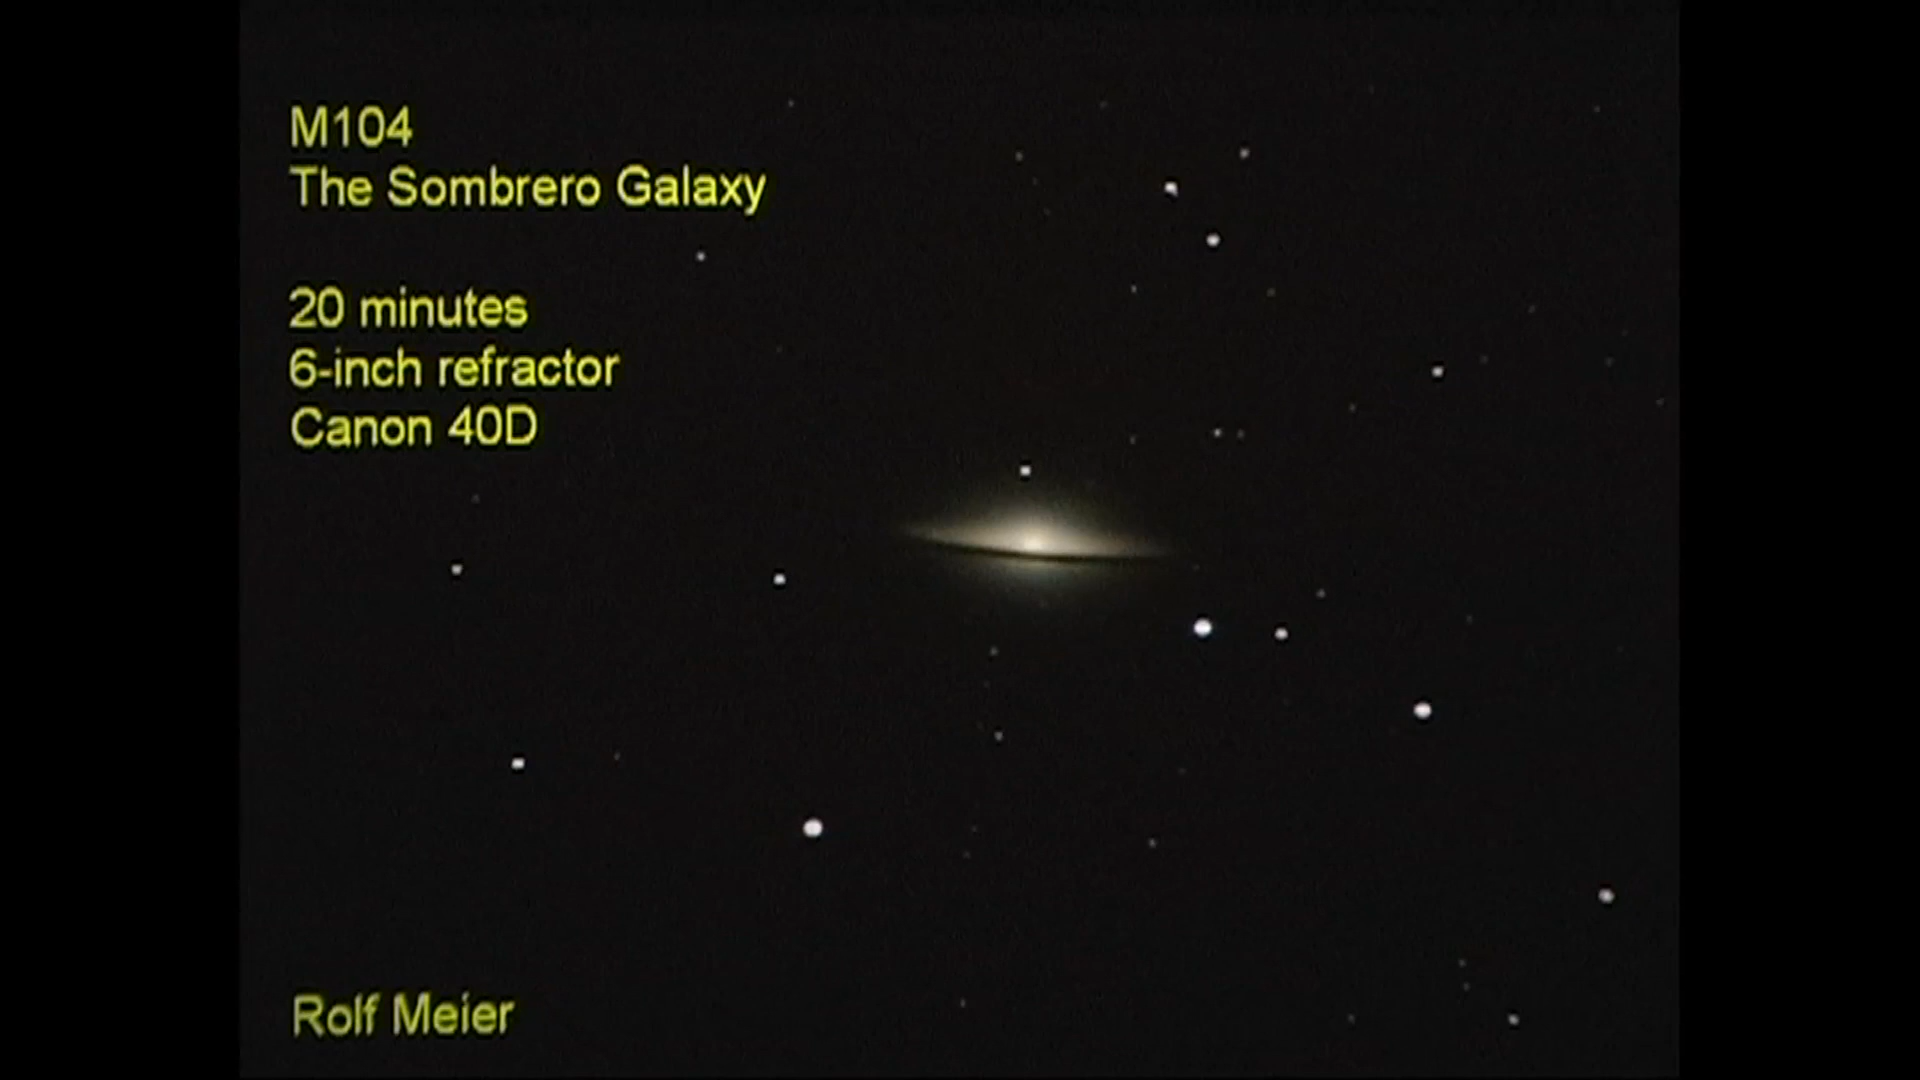 M104
The Sombrero Galaxy
20 minutes
6-inch refractor
Canon 40D
Rolf Meier